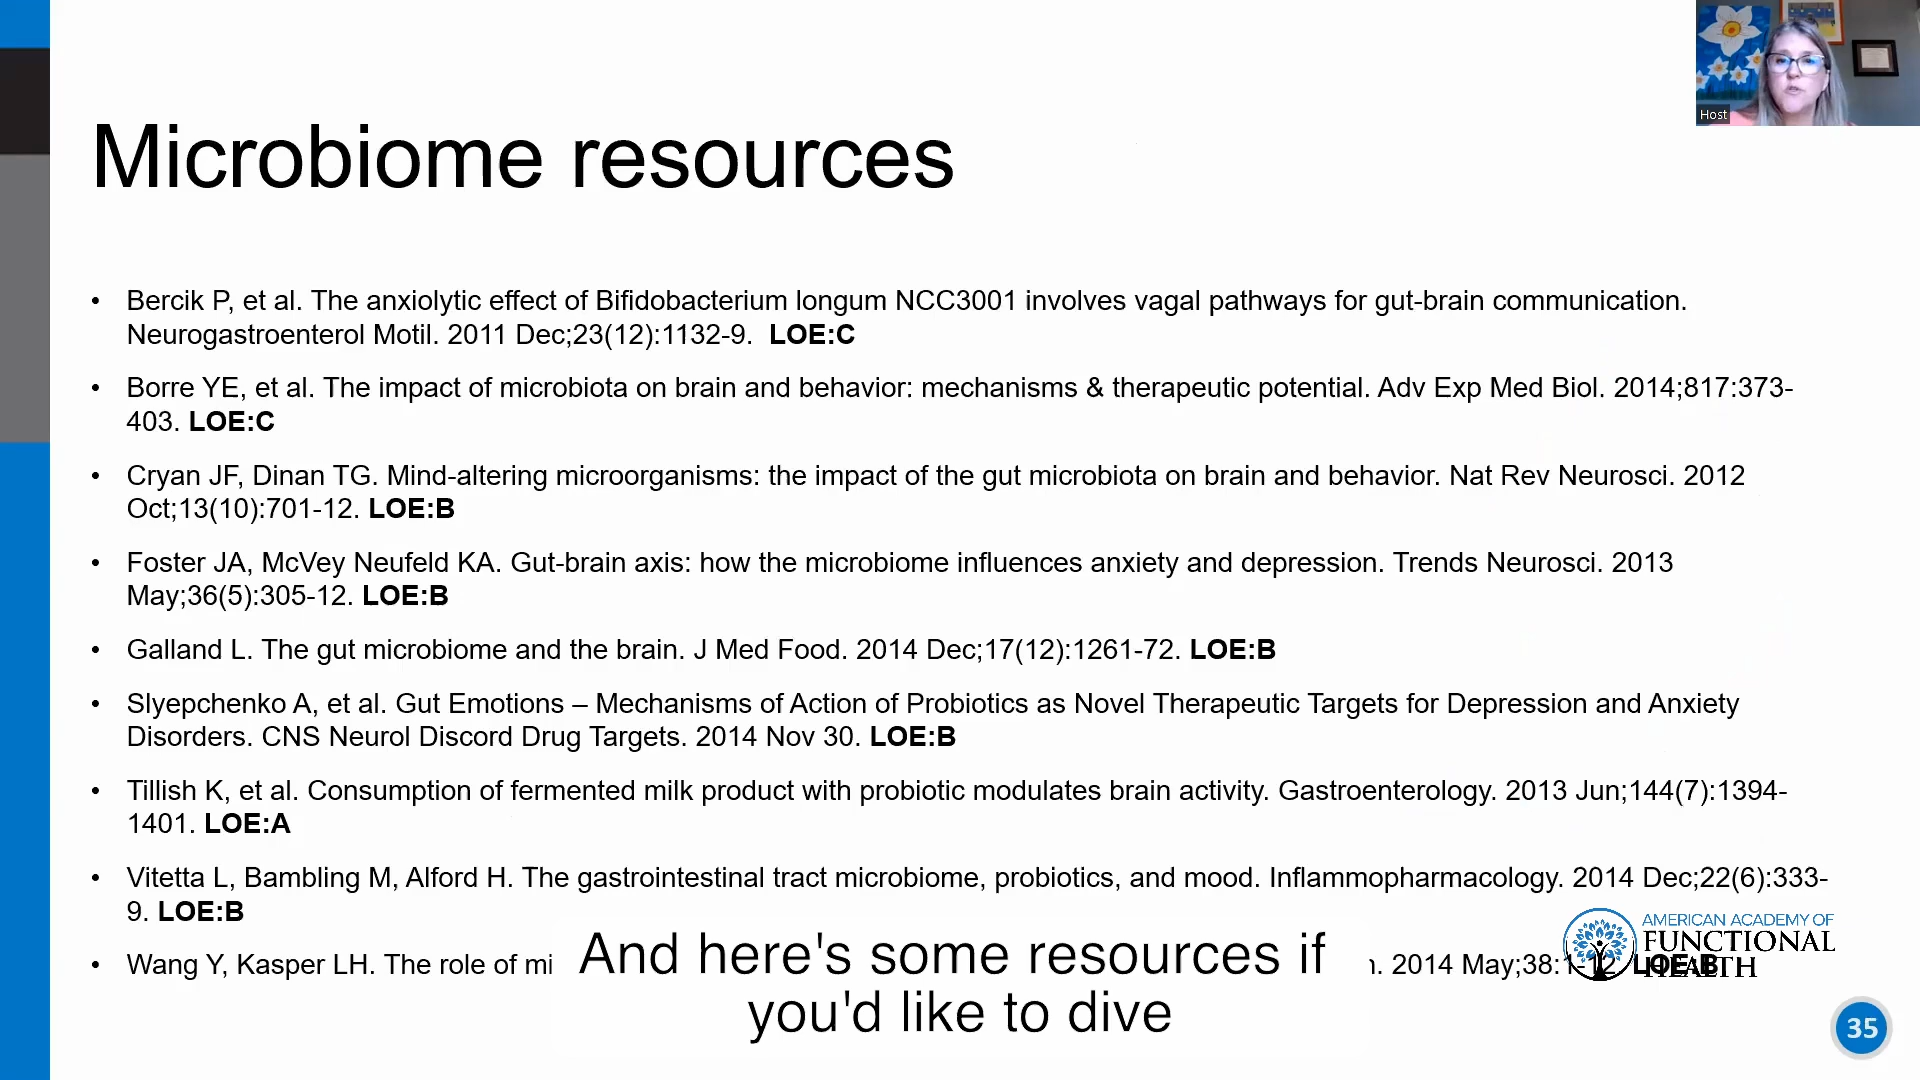 Host
Microbiome resources
• Bercik P, et al. The anxiolytic effect of Bifidobacterium longum NCC3001 involves vagal pathways for gut-brain communication.
Neurogastroenterol Motil. 2011 Dec;23(12):1132-9. LOE:C
• Borre YE, et al. The impact of microbiota on brain and behavior: mechanisms & therapeutic potential. Adv Exp Med Biol. 2014;817:373-
403. LOE:C
• Cryan JF, Dinan TG. Mind-altering microorganisms: the impact of the gut microbiota on brain and behavior. Nat Rev Neurosci. 2012
Oct;13(10):701-12. LOE:B
• Foster JA, McVey Neufeld KA. Gut-brain axis: how the microbiome influences anxiety and depression. Trends Neurosci. 2013
May;36(5):305-12. LOE:B
• Galland L. The gut microbiome and the brain. J Med Food. 2014 Dec;17(12):1261-72. LOE:B
• Slyepchenko A, et al. Gut Emotions – Mechanisms of Action of Probiotics as Novel Therapeutic Targets for Depression and Anxiety
Disorders. CNS Neurol Discord Drug Targets. 2014 Nov 30. LOE:B
• Tillish K, et al. Consumption of fermented milk product with probiotic modulates brain activity. Gastroenterology. 2013 Jun;144(7):1394-
1401. LOE:A
• Vitetta L, Bambling M, Alford H. The gastrointestinal tract microbiome, probiotics, and mood. Inflammopharmacology. 2014 Dec;22(6):333-
9. LOE:B
• Wang Y, Kasper LH. The role of 2014 May;38:1-12. LOE:B
AMERICAN ACADEMY OF
FUNCTIONAL
HEALTH
And here's some resources if
you'd like to dive
35